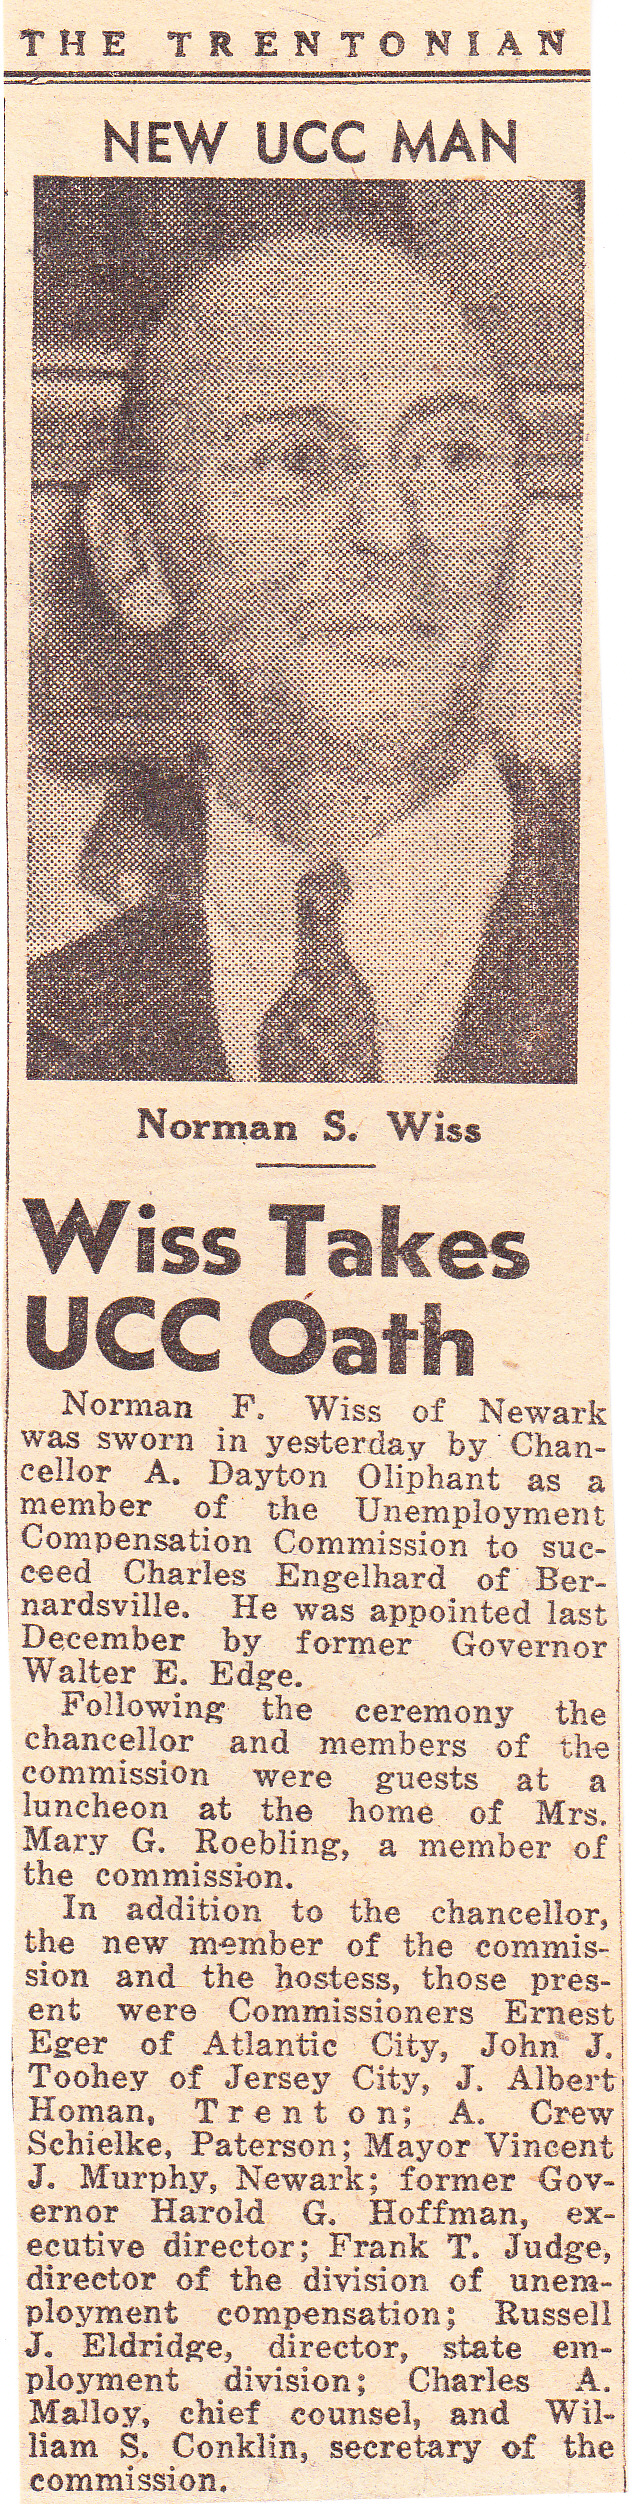 THE TRENTONIAN
NEW UCC MAN
Norman S. Wiss
Wiss Takes
UCC Oath
Norman F. Wiss of Newark
was sworn in yesterday by Chan-
cellor A. Dayton Oliphant as a
member of the Unemployment
Compensation Commission to suc-
ceed Charles Engelhard of Ber-
nardsville. He was appointed last
December by former Governor
Walter E. Edge.
Following the ceremony the
chancellor and members of the
commission were guests at a
luncheon at the home of Mrs.
Mary G. Roebling, a member of
the commission.
In addition to the chancellor,
the new member of the commis-
sion and the hostess, those pres-
ent were Commissioners Ernest
Eger of Atlantic City, John J.
Toohey of Jersey City, J. Albert
Homan, Trenton; A. Crew
Schielke, Paterson; Mayor Vincent
J. Murphy, Newark; former Gov-
ernor Harold G. Hoffman, ex-
ecutive director; Frank T. Judge,
director of the division of unem-
ployment compensation; Russell
J. Eldridge, director, state em-
ployment division; Charles A.
Malloy, chief counsel, and Wil-
liam S. Conklin, secretary of the
commission.